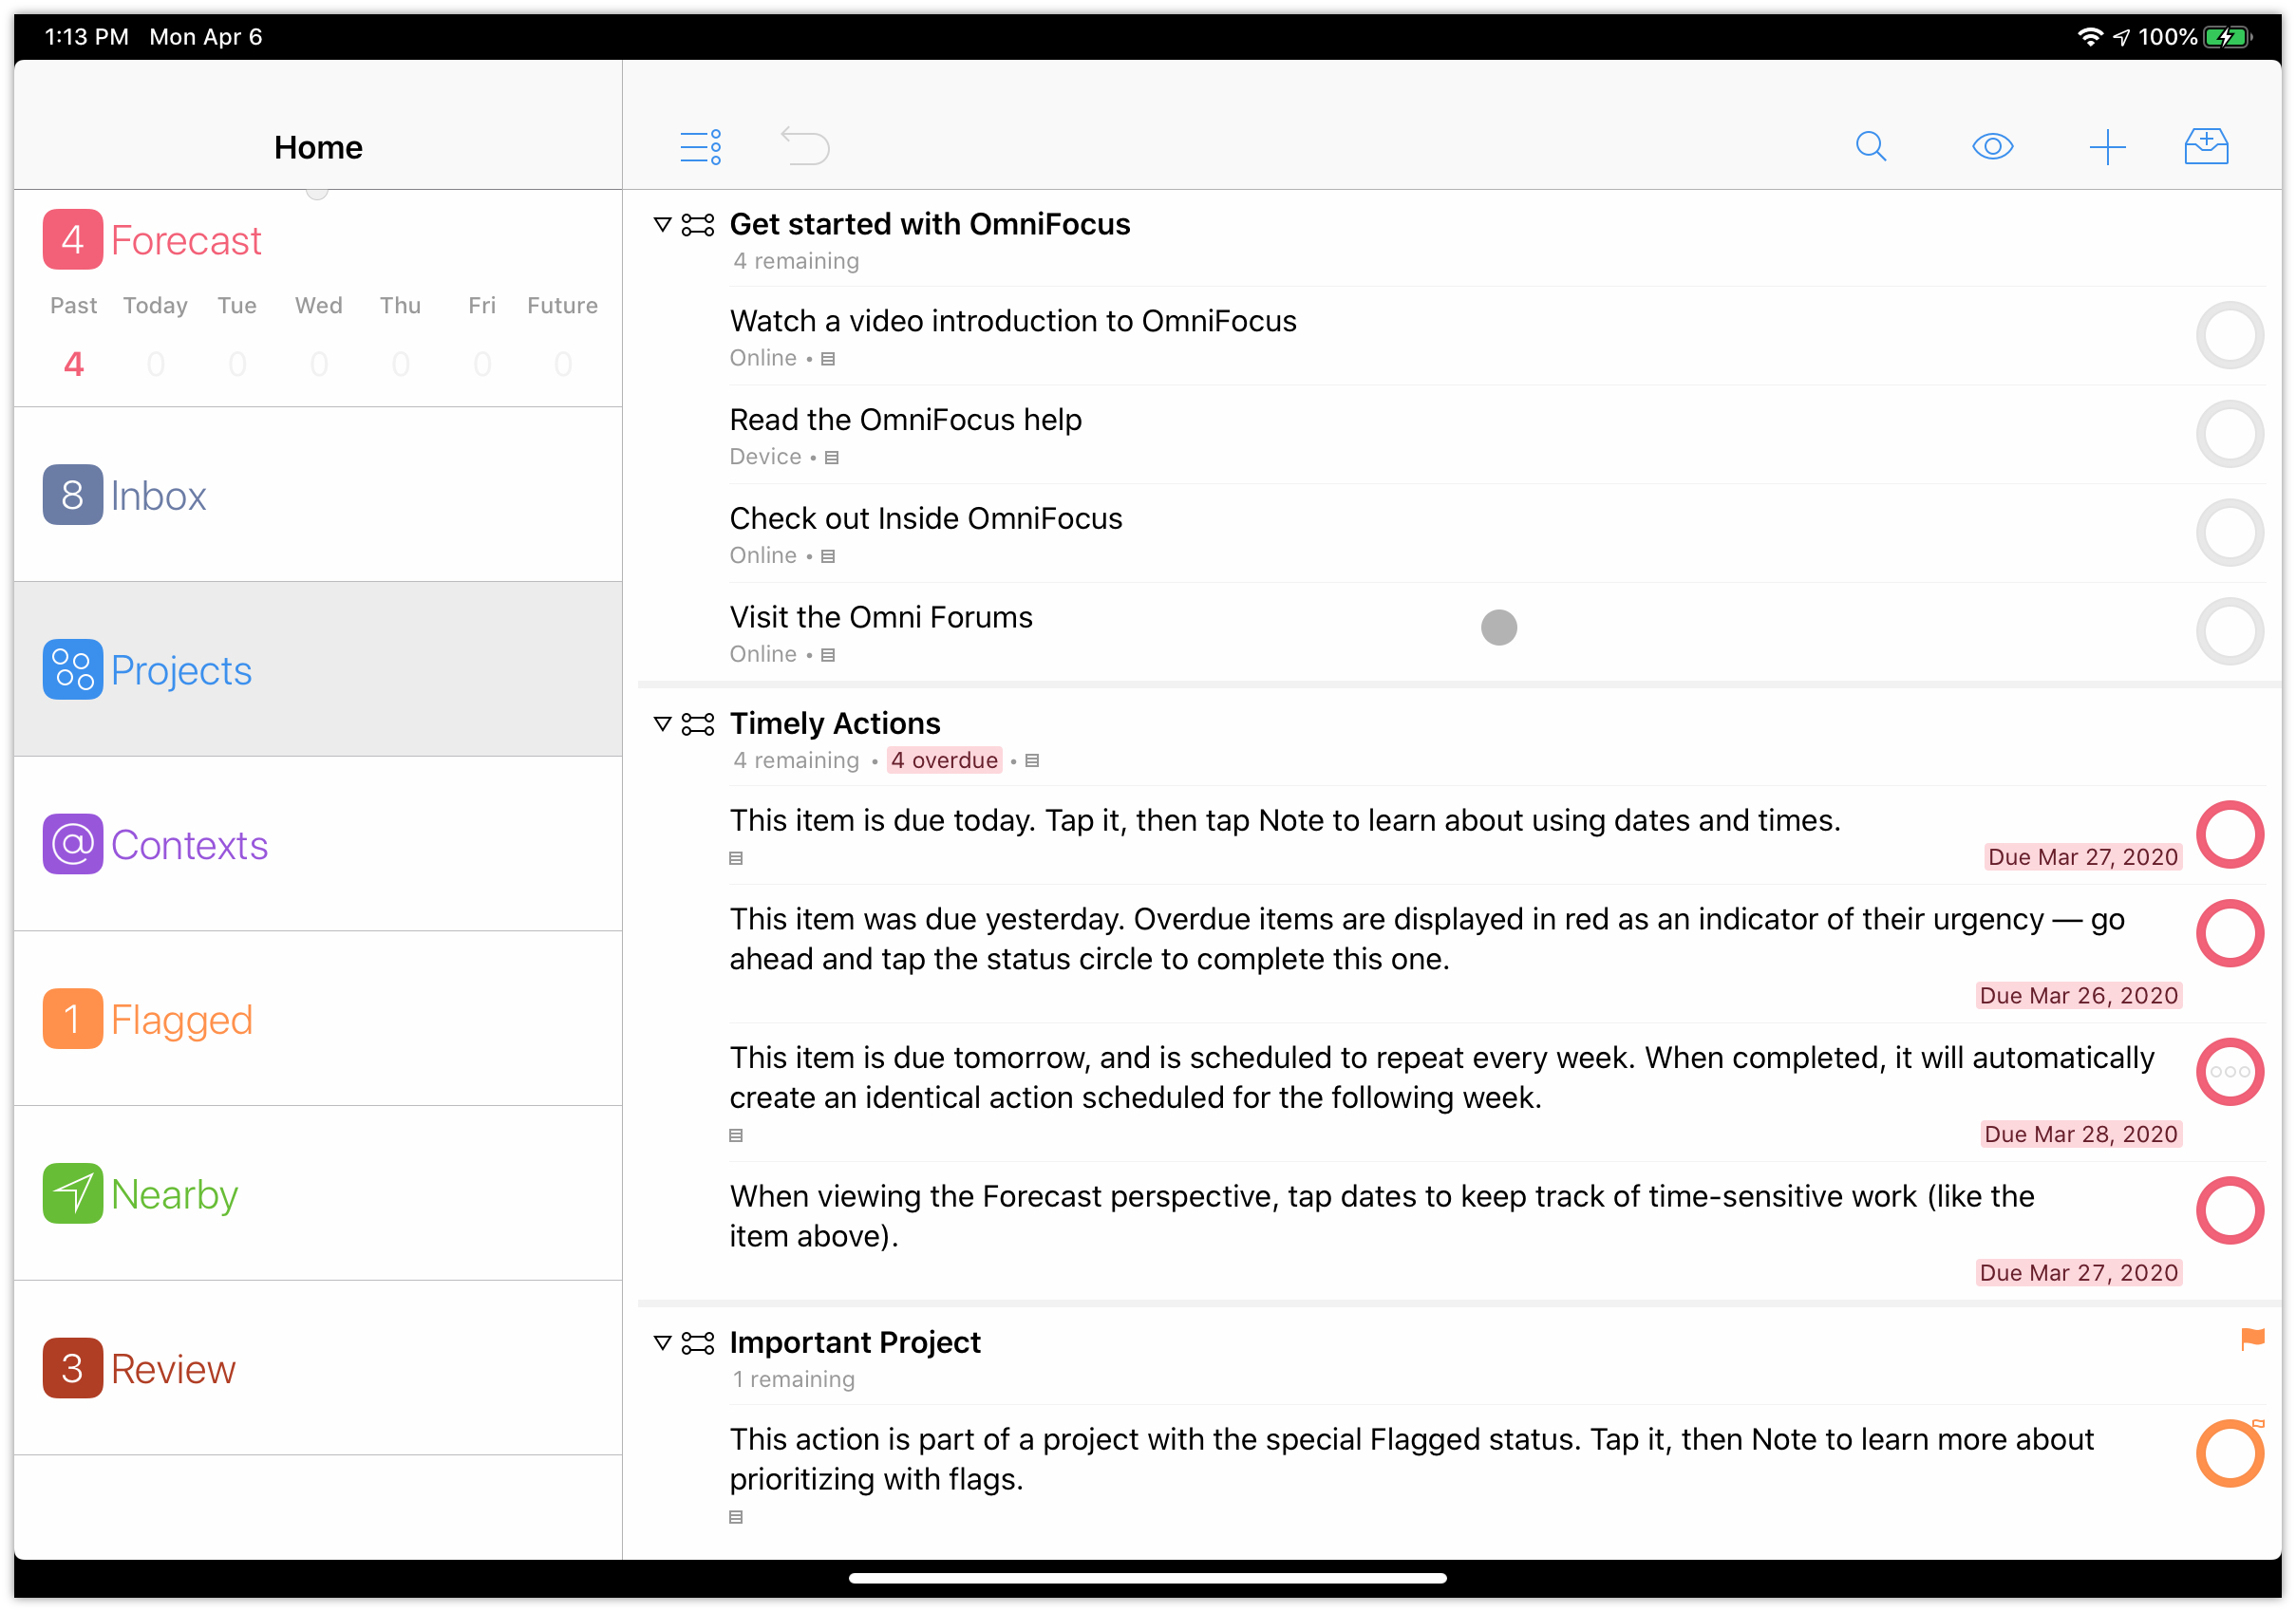 1:13 PM Mon Apr 6
100%
Home
4 Forecast
Past Today Tue Wed Thu Fri Future
4 0 0 0 0 0 0
8 Inbox
Projects
@ Contexts
1 Flagged
Nearby
3 Review
Get started with OmniFocus
4 remaining
Watch a video introduction to OmniFocus
Online •
Read the OmniFocus help
Device •
Check out Inside OmniFocus
Online •
Visit the Omni Forums
Online •
Timely Actions
4 remaining • 4 overdue •
This item is due today. Tap it, then tap Note to learn about using dates and times.
Due Mar 27, 2020
This item was due yesterday. Overdue items are displayed in red as an indicator of their urgency — go
ahead and tap the status circle to complete this one.
Due Mar 26, 2020
This item is due tomorrow, and is scheduled to repeat every week. When completed, it will automatically
create an identical action scheduled for the following week.
Due Mar 28, 2020
When viewing the Forecast perspective, tap dates to keep track of time-sensitive work (like the
item above).
Due Mar 27, 2020
Important Project
1 remaining
This action is part of a project with the special Flagged status. Tap it, then Note to learn more about
prioritizing with flags.